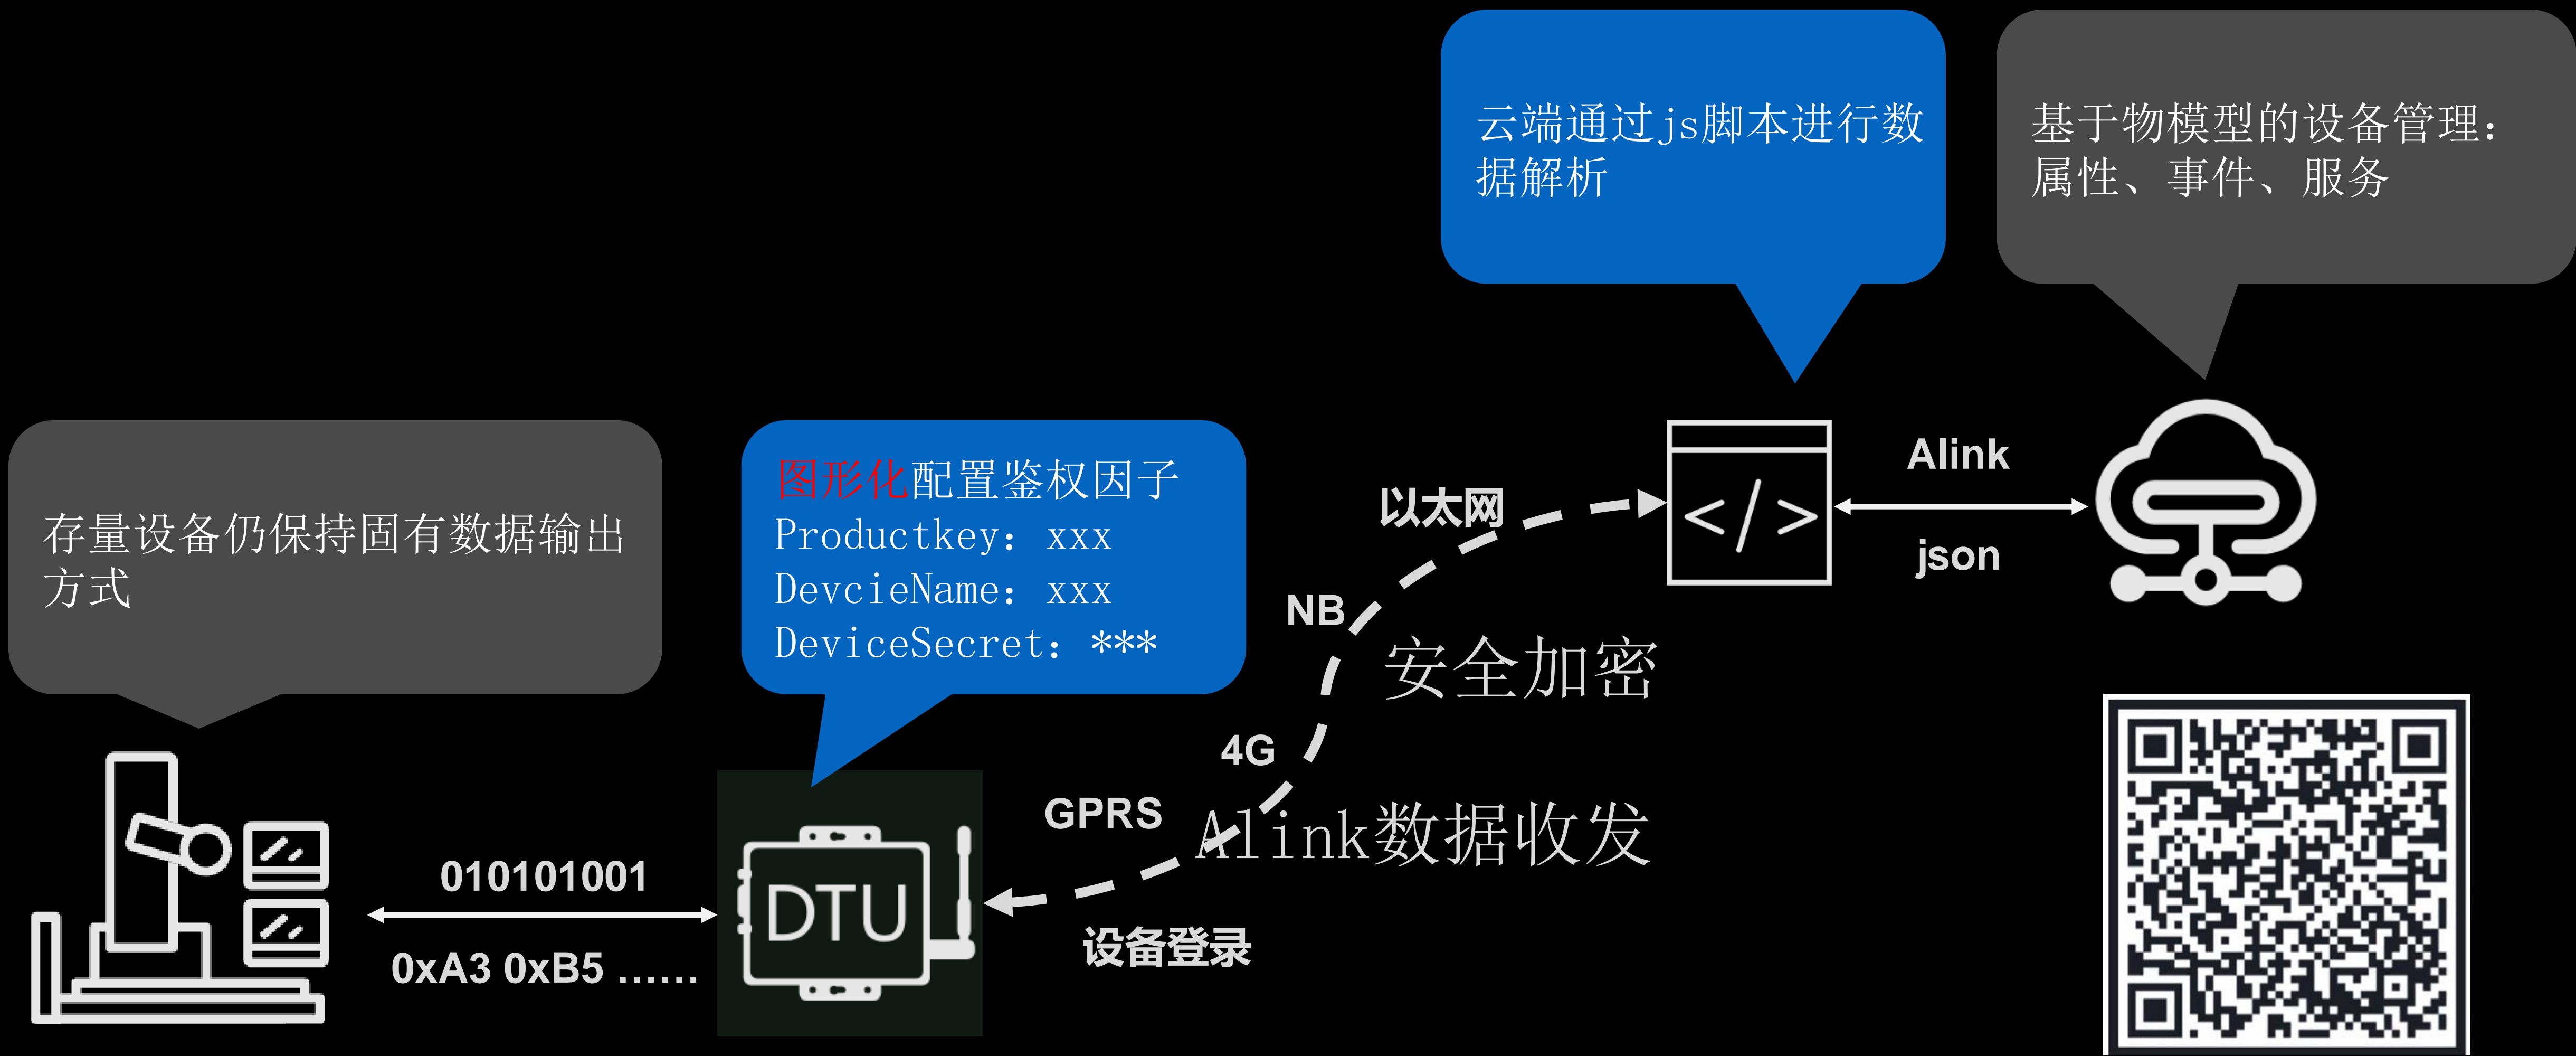 云端通过js脚本进行数
据解析
基于物模型的设备管理：
属性、事件、服务
存量设备仍保持固有数据输出
方式
图形化配置鉴权因子
Productkey：xxx
DevcieName：xxx
DeviceSecret：***
以太网
NB
4G
GPRS
安全加密
Alink数据收发
设备登录
Alink
json
010101001
0xA3 0xB5 ……
DTU
</>